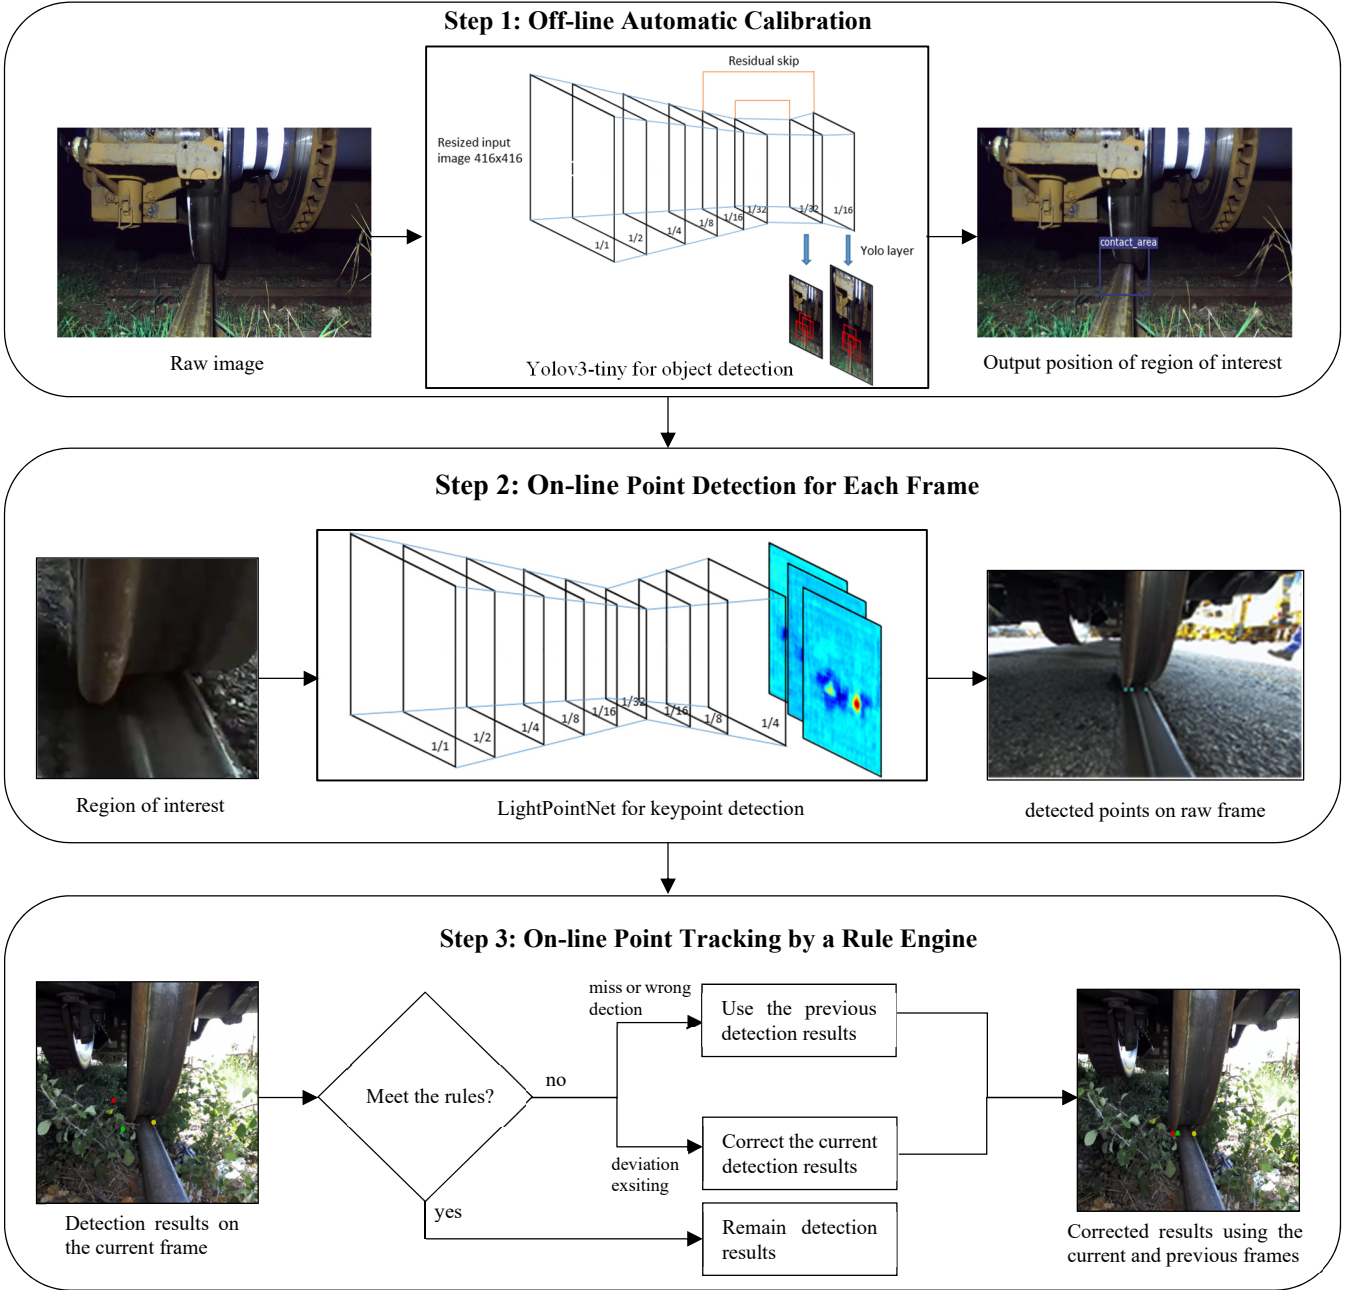 Step 1: Off-line Automatic Calibration
Residual skip
Resized input
image 416x416
1/1
1/2
1/4
1/8
1/16
1/32
1/32
1/16
Yolo layer
contact_area
Raw image
Yolov3-tiny for object detection
Output position of region of interest
Step 2: On-line Point Detection for Each Frame
1/1
1/2
1/4
1/8
1/16
1/32
1/16
1/8
1/4
Region of interest
LightPointNet for keypoint detection
detected points on raw frame
Step 3: On-line Point Tracking by a Rule Engine
miss or wrong
dection
Use the previous
detection results
Meet the rules?
no
Correct the current
detection results
deviation
exsiting
yes
Remain detection
results
Detection results on
the current frame
Corrected results using the
current and previous frames